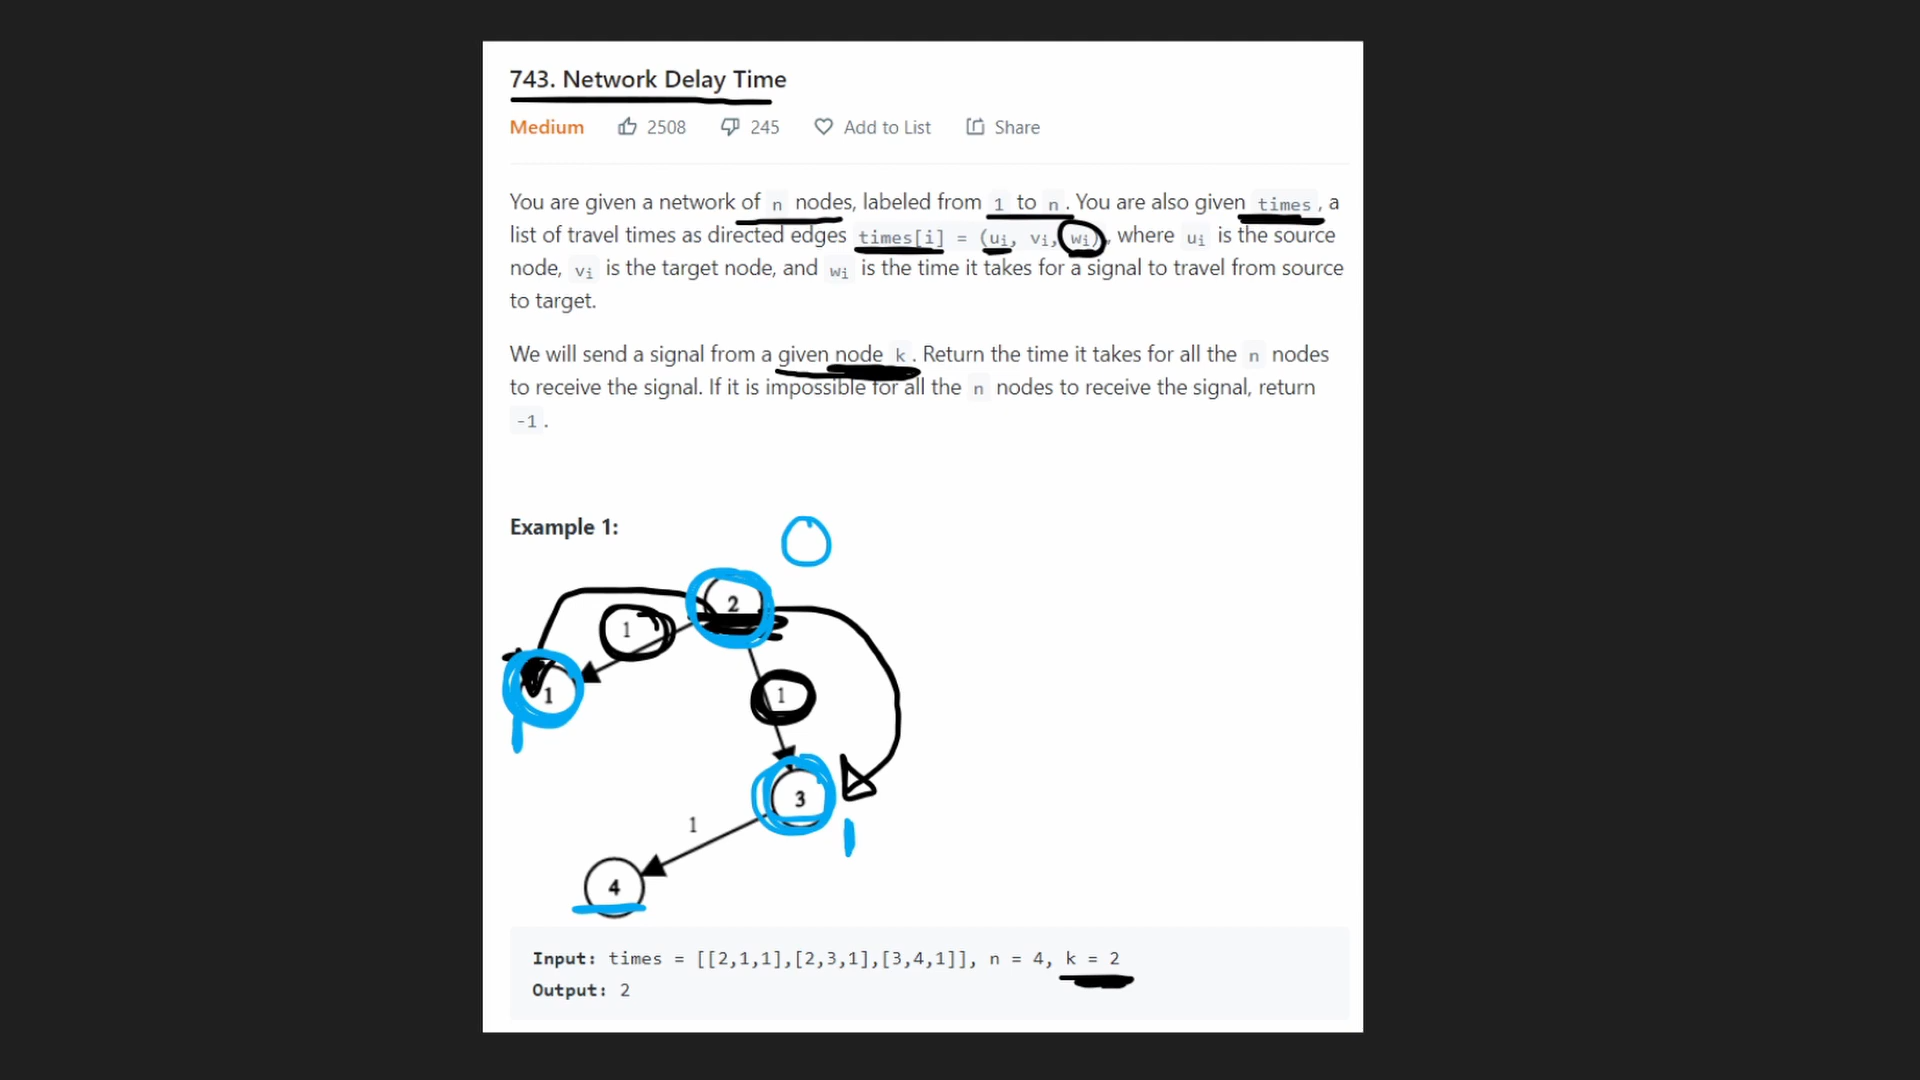 743. Network Delay Time
Medium 2508 245 Add to List Share
You are given a network of n nodes, labeled from 1 to n. You are also given times, a
list of travel times as directed edges times[i] = (ui, vi, wi), where ui is the source
node, vi is the target node, and wi is the time it takes for a signal to travel from source
to target.
We will send a signal from a given node k. Return the time it takes for all the n nodes
to receive the signal. If it is impossible for all the n nodes to receive the signal, return
-1.
Example 1:
0
2
1
1
1
1
3
1
1
4
Input: times = [[2,1,1],[2,3,1],[3,4,1]], n = 4, k = 2
Output: 2